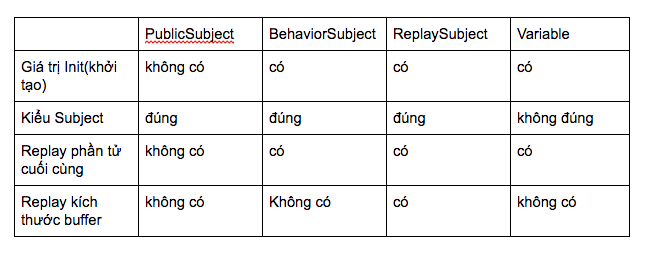 PublicSubject BehaviorSubject ReplaySubject Variable
Giá trị Init(khởi không có có có có
tạo)
Kiểu Subject đúng đúng đúng không đúng
Replay phần tử không có có có có
cuối cùng
Replay kích không có Không có có không có
thước buffer